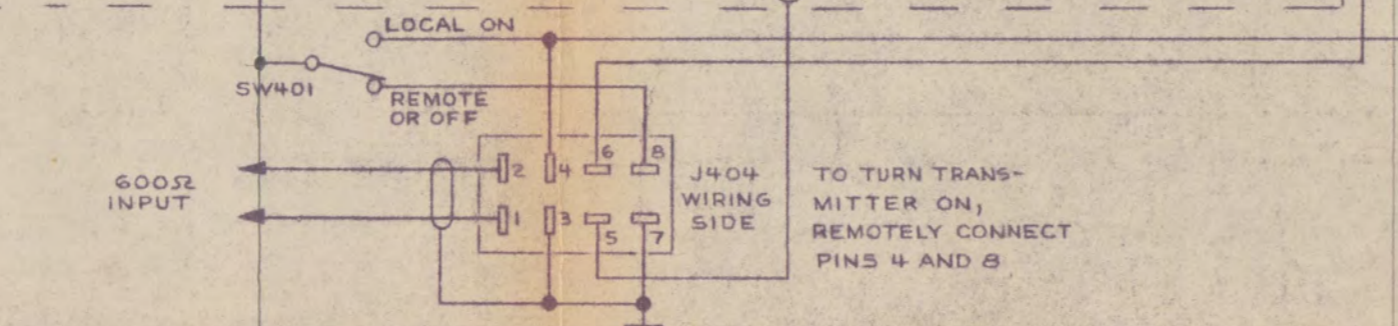 LOCAL ON
SW401
REMOTE
OR OFF
600Ω
INPUT
2
4
6
8
1
3
5
7
J404
WIRING
SIDE
TO TURN TRANS-
MITTER ON,
REMOTELY CONNECT
PINS 4 AND 8